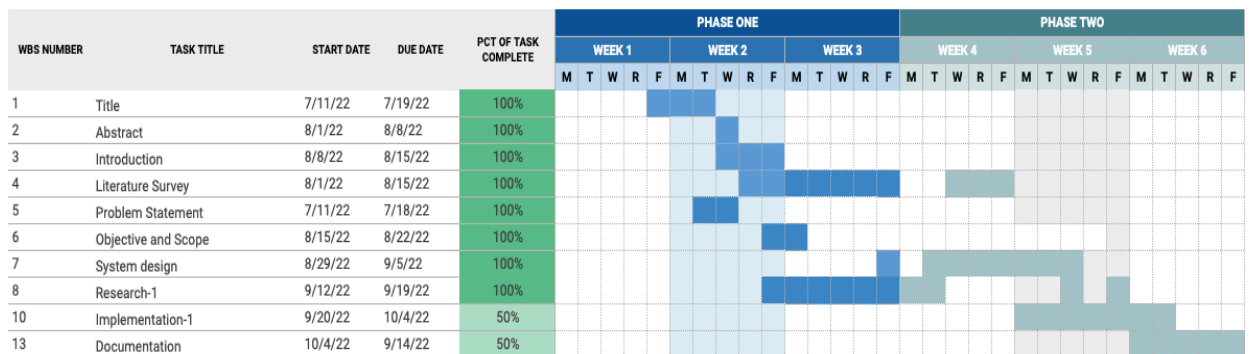 PHASE ONE PHASE TWO
WBS NUMBER TASK TITLE START DATE DUE DATE PCT OF TASK COMPLETE WEEK 1 WEEK 2 WEEK 3 WEEK 4 WEEK 5 WEEK 6
M T W R F M T W R F M T W R F M T W R F M T W R F M T W R F
1 Title 7/11/22 7/19/22 100%
2 Abstract 8/1/22 8/8/22 100%
3 Introduction 8/8/22 8/15/22 100%
4 Literature Survey 8/1/22 8/15/22 100%
5 Problem Statement 7/11/22 7/18/22 100%
6 Objective and Scope 8/15/22 8/22/22 100%
7 System design 8/29/22 9/5/22 100%
8 Research-1 9/12/22 9/19/22 100%
10 Implementation-1 9/20/22 10/4/22 50%
13 Documentation 10/4/22 9/14/22 50%